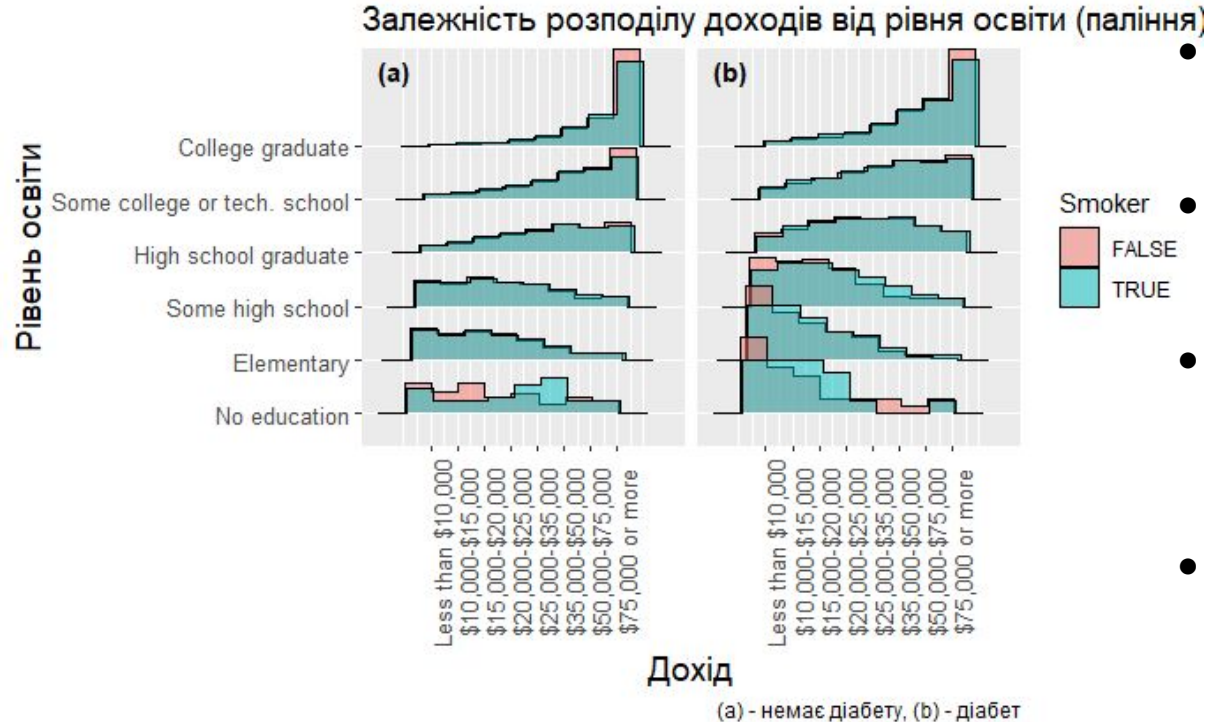 Залежність розподілу доходів від рівня освіти (паління)
(a)
(b)
Рівень освіти
College graduate
Some college or tech. school
High school graduate
Some high school
Elementary
No education
Less than $10,000
$10,000-$15,000
$15,000-$20,000
$20,000-$25,000
$25,000-$35,000
$35,000-$50,000
$50,000-$75,000
$75,000 or more
Less than $10,000
$10,000-$15,000
$15,000-$20,000
$20,000-$25,000
$25,000-$35,000
$35,000-$50,000
$50,000-$75,000
$75,000 or more
Дохід
(a) - немає діабету, (b) - діабет
Smoker
FALSE
TRUE